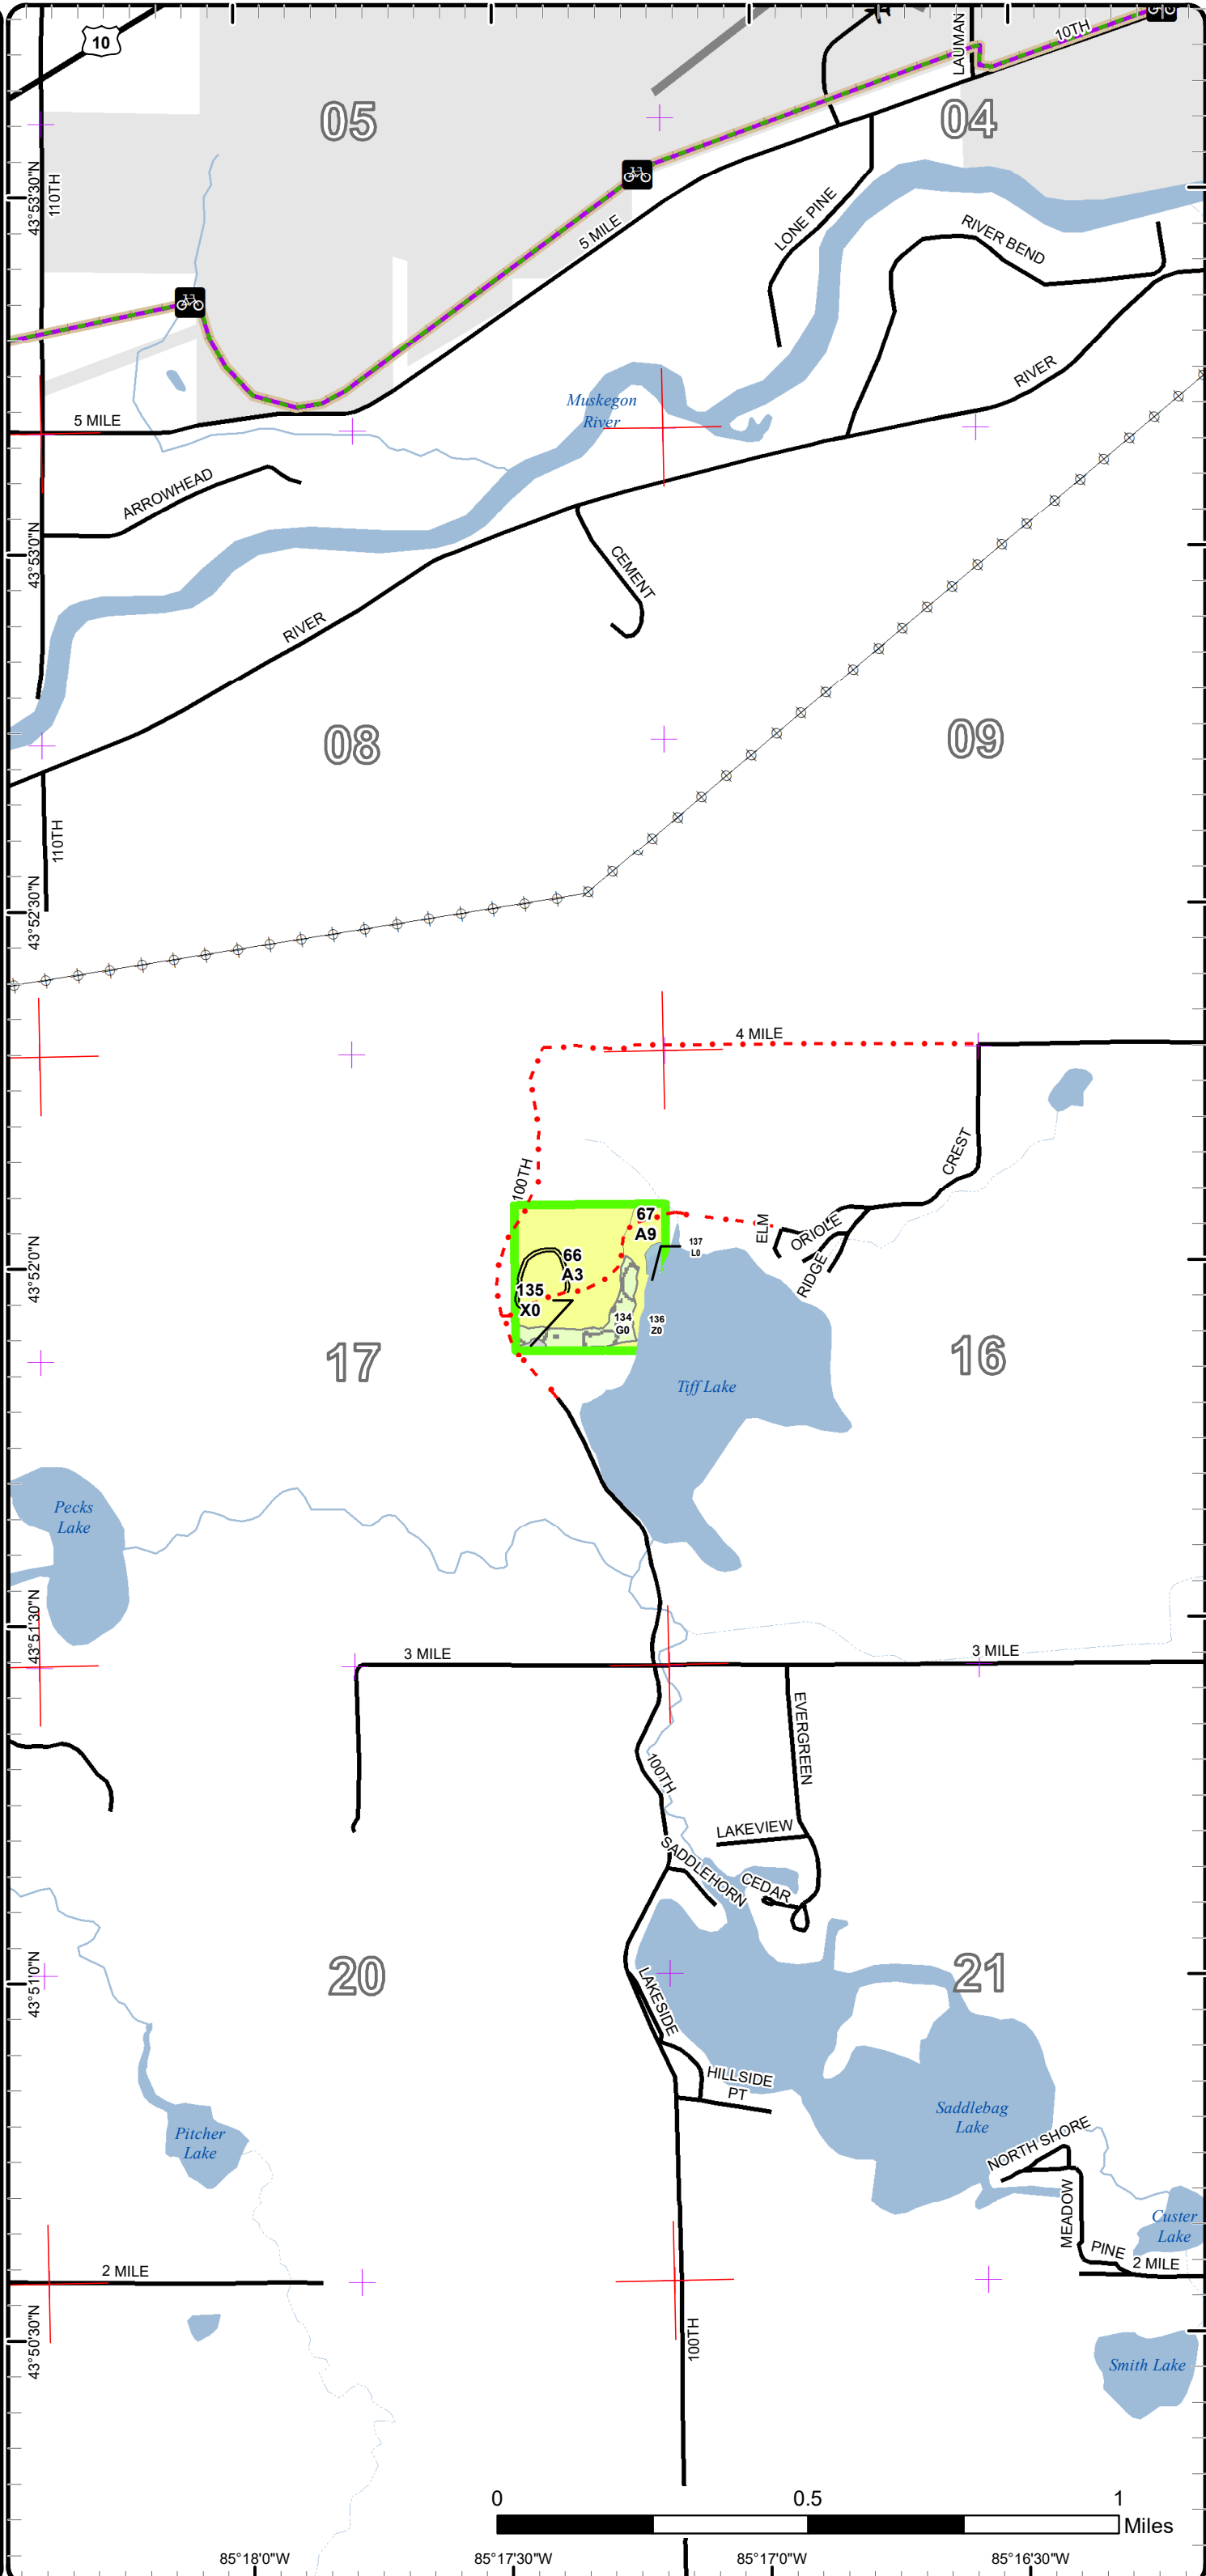 10
LAUMAN
10TH
05
04
43°53'30"N
110TH
5 MILE
LONE PINE
RIVER BEND
RIVER
Muskegon
River
5 MILE
ARROWHEAD
43°53'0"N
CEMENT
RIVER
08
09
110TH
43°52'30"N
4 MILE
100TH
CREST
ELM
ORIOLE
RIDGE
67
A9
66
A3
137
L0
135
X0
134
G0
136
Z0
43°52'0"N
17
16
Tiff Lake
Pecks
Lake
43°51'30"N
3 MILE
3 MILE
EVERGREEN
100TH
LAKEVIEW
SADDLEHORN
CEDAR
43°51'0"N
20
21
LAKESIDE
HILLSIDE
PT
Saddlebag
Lake
Pitcher
Lake
NORTH SHORE
MEADOW
Custer
Lake
PINE
2 MILE
2 MILE
43°50'30"N
100TH
Smith Lake
0
0.5
1
Miles
85°18'0"W
85°17'30"W
85°17'0"W
85°16'30"W